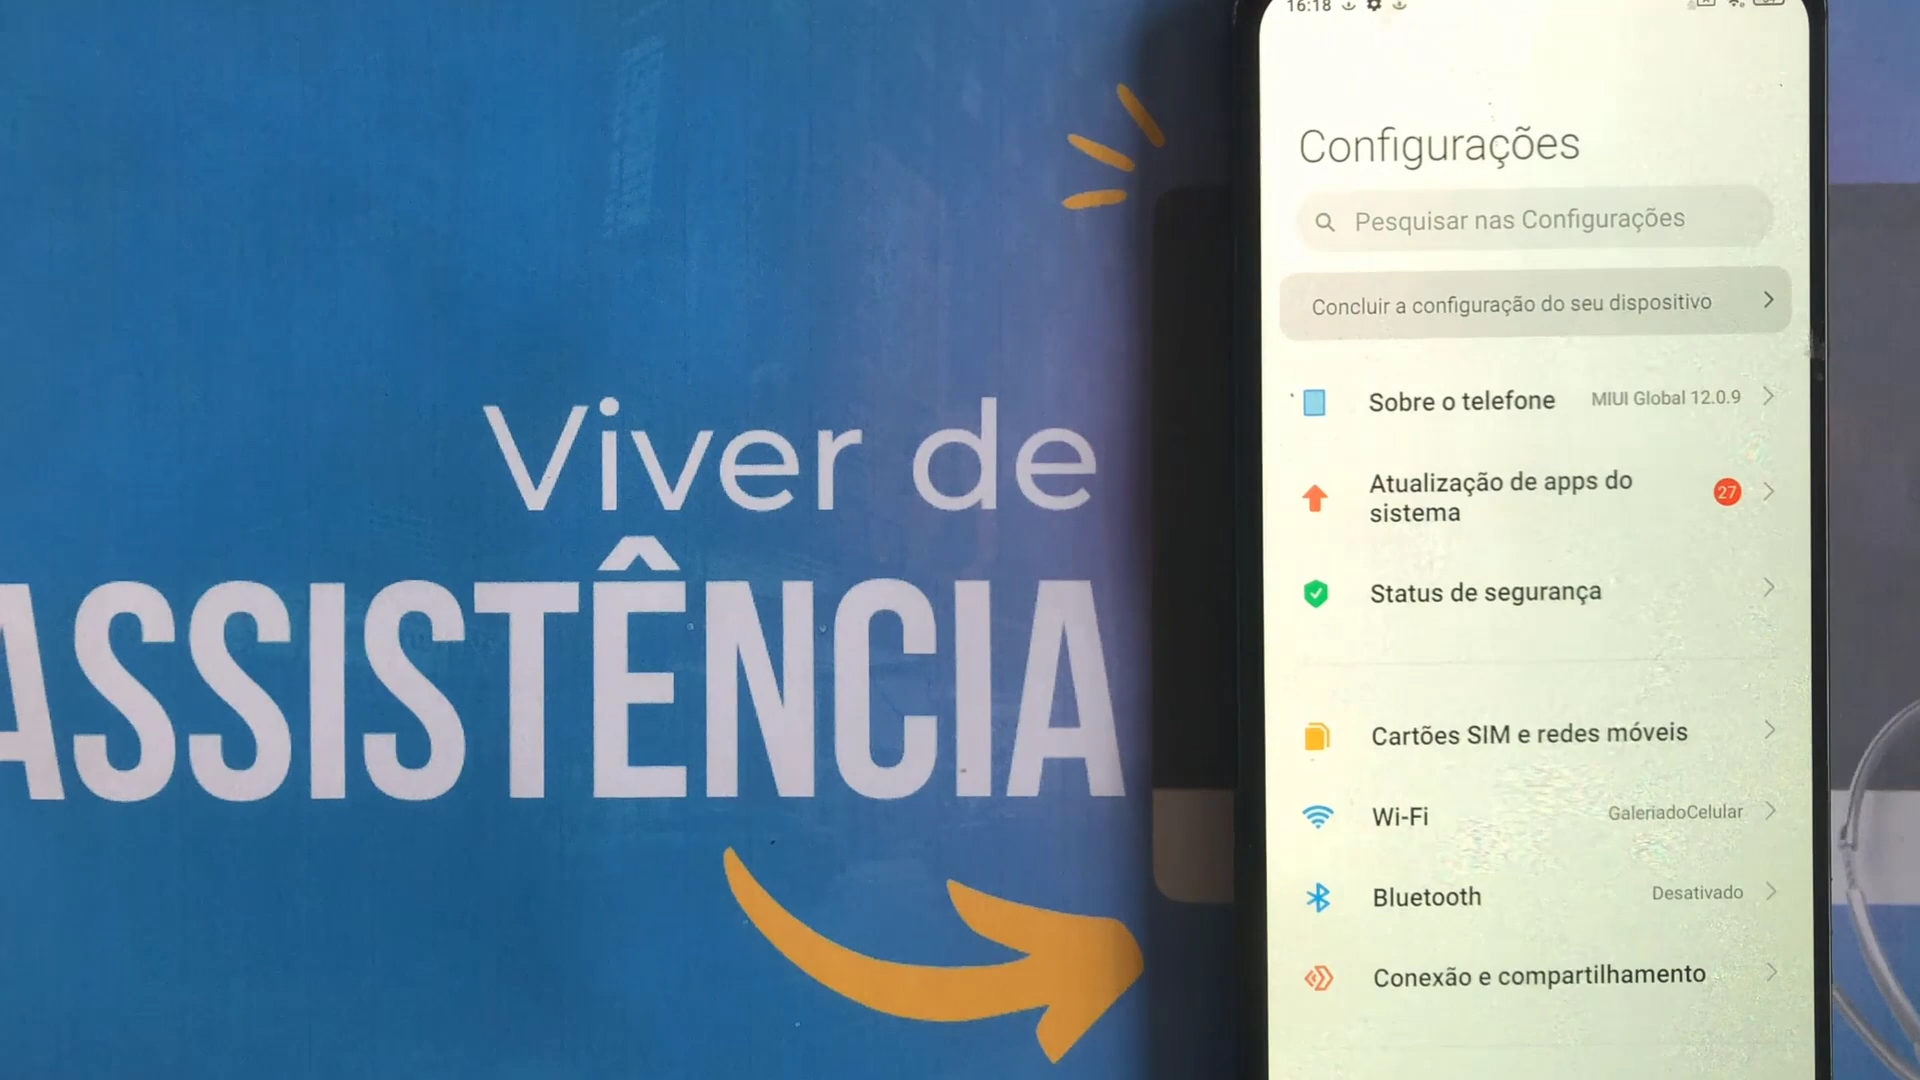 Viver de
ASSISTÊNCIA
16:18
Configurações
Pesquisar nas Configurações
Concluir a configuração do seu dispositivo
Sobre o telefone MIUI Global 12.0.9
Atualização de apps do
sistema
27
Status de segurança
Cartões SIM e redes móveis
Wi-Fi GaleriadoCelular
Bluetooth Desativado
Conexão e compartilhamento